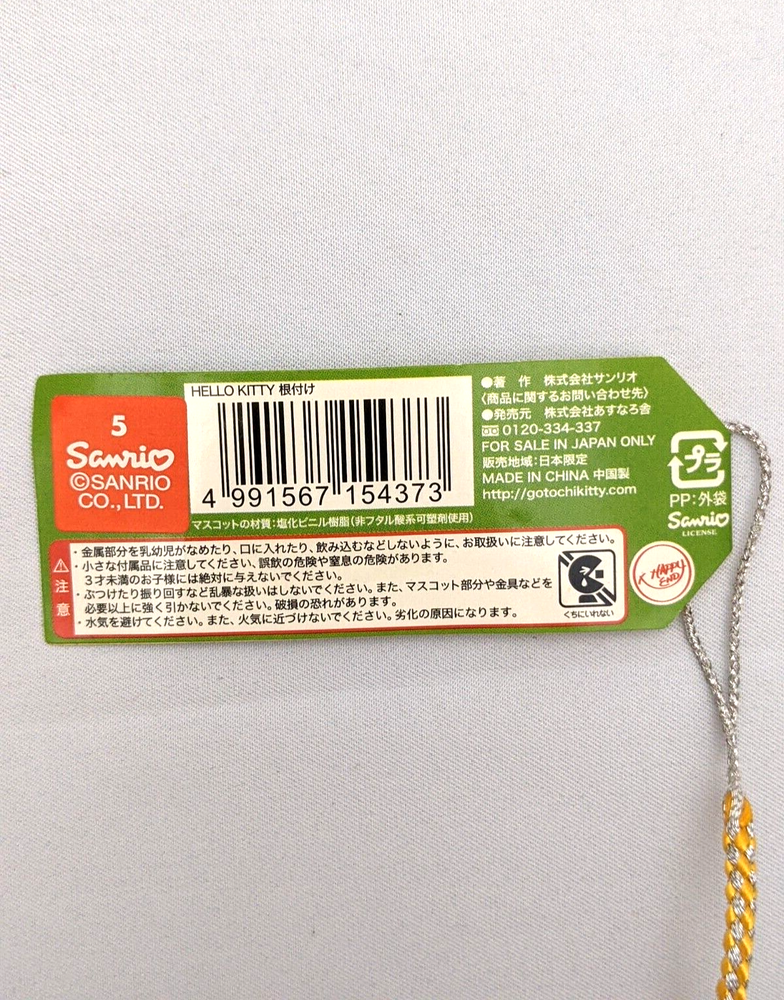 5
Sanrio
©SANRIO
CO.,LTD.
HELLO KITTY 根付け
4 991567 154373
マスコットの材質：塩化ビニル樹脂（非フタル酸系可塑剤使用）
●著　作　株式会社サンリオ
〈商品に関するお問い合わせ先〉
●発売元　株式会社あすなろ舎
0120-334-337
FOR SALE IN JAPAN ONLY
販売地域：日本限定
MADE IN CHINA 中国製
http://gotochikitty.com
プラ
PP：外袋
Sanrio
LICENSE
注意
・金属部分を乳幼児がなめたり、口に入れたり、飲み込むなどしないように、お取扱いに注意してください。
・小さな付属品に注意してください、誤飲の危険や窒息の危険があります。
３才未満のお子様には絶対に与えないでください。
・ぶつけたり振り回すなど乱暴な扱いはしないでください。また、マスコット部分や金具などを
必要以上に強く引かないでください。破損の恐れがあります。
・水気を避けてください。また、火気に近づけないでください。劣化の原因になります。
くちにいれない
HAPPY
END